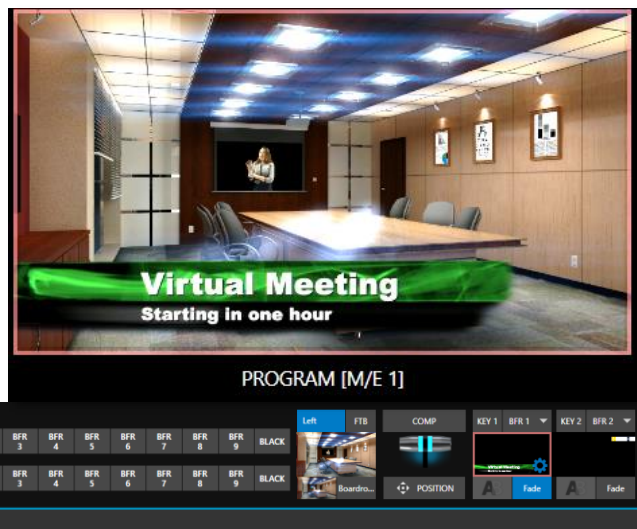 Virtual Meeting
Starting in one hour
PROGRAM [M/E 1]
Left FTB COMP KEY 1 BFR 1 KEY 2 BFR 2
BFR 3 BFR 4 BFR 5 BFR 6 BFR 7 BFR 8 BFR 9 BLACK
BFR 3 BFR 4 BFR 5 BFR 6 BFR 7 BFR 8 BFR 9 BLACK
Boardro... POSITION A Fade A Fade